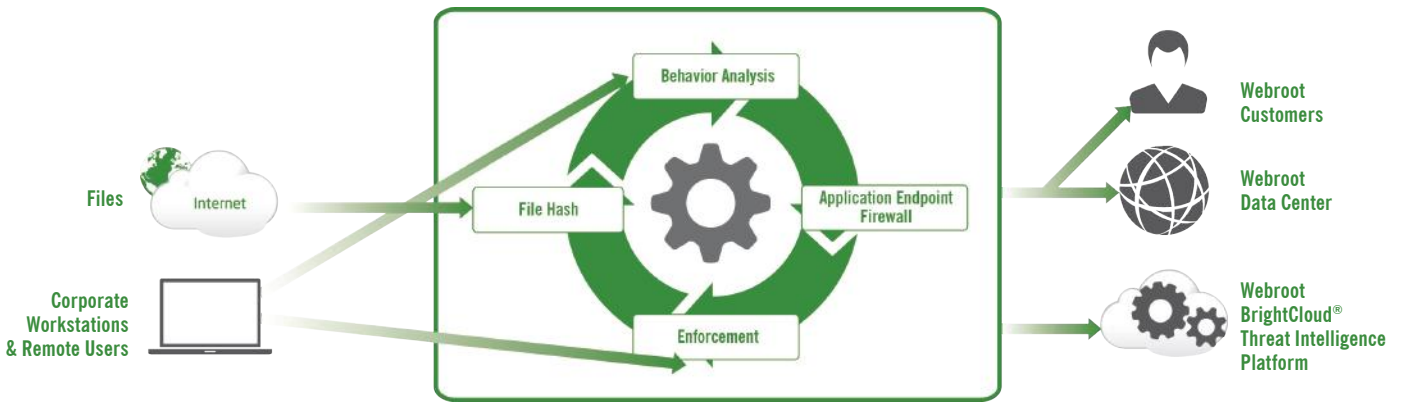 Files
Internet
Corporate
Workstations
& Remote Users
Behavior Analysis
File Hash
Application Endpoint
Firewall
Enforcement
Webroot
Customers
Webroot
Data Center
Webroot
BrightCloud®
Threat Intelligence
Platform